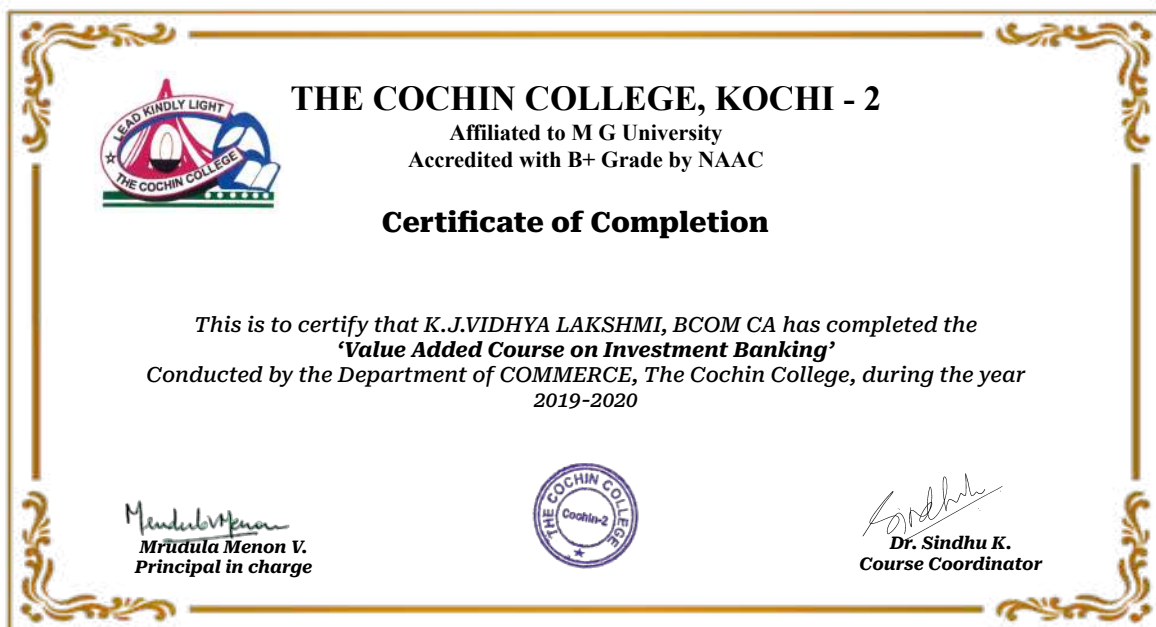 THE COCHIN COLLEGE, KOCHI - 2
Affiliated to M G University
Accredited with B+ Grade by NAAC
LEAD KINDLY LIGHT
THE COCHIN COLLEGE
Certificate of Completion
This is to certify that K.J.VIDHYA LAKSHMI, BCOM CA has completed the
‘Value Added Course on Investment Banking’
Conducted by the Department of COMMERCE, The Cochin College, during the year
2019-2020
THE COCHIN COLLEGE
Cochin-2
Mrudula Menon
Mrudula Menon V.
Principal in charge
Sindhu
Dr. Sindhu K.
Course Coordinator